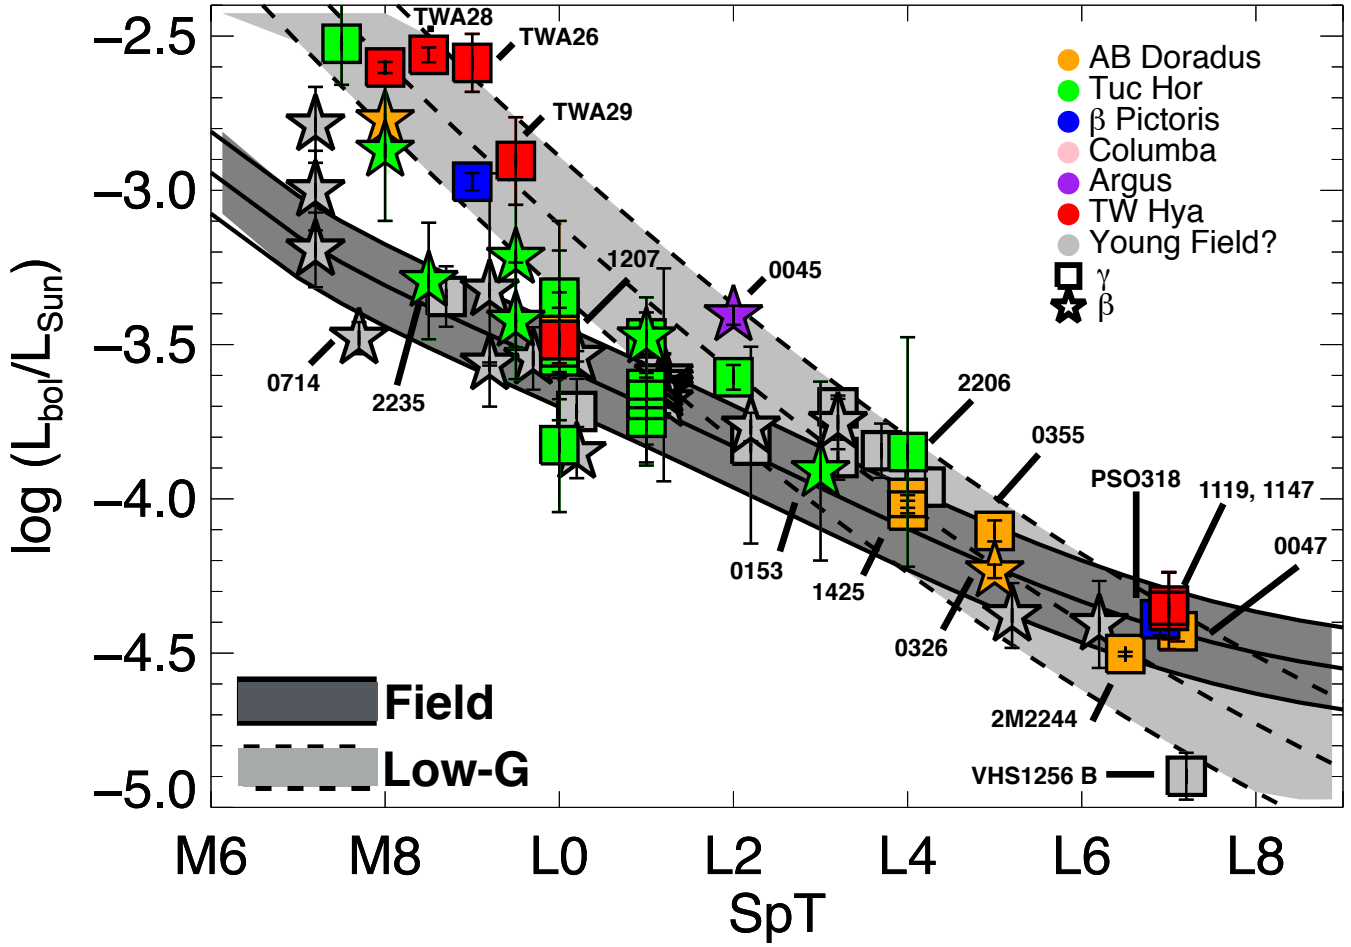 −2.5
−3.0
−3.5
−4.0
−4.5
−5.0
log (Lbol/LSun)
M6
M8
L0
L2
L4
L6
L8
SpT
TWA28
TWA26
TWA29
AB Doradus
Tuc Hor
β Pictoris
Columba
Argus
TW Hya
Young Field?
γ
β
1207
0045
0714
2235
2206
0355
PSO318
1119, 1147
0047
0153
1425
0326
2M2244
VHS1256 B
Field
Low-G